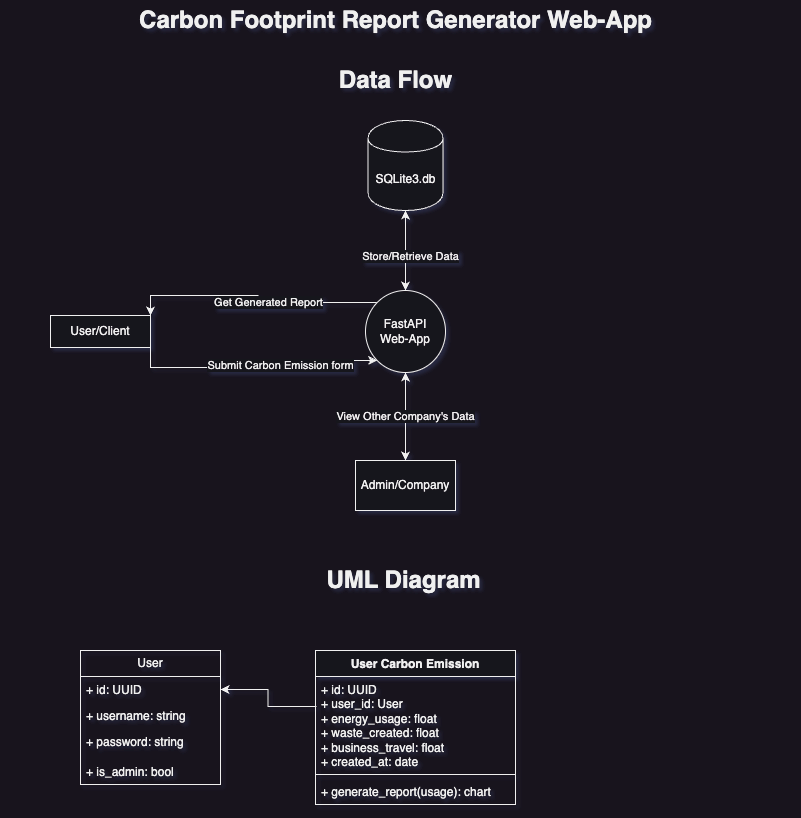 Carbon Footprint Report Generator Web-App
Data Flow
SQLite3.db
Store/Retrieve Data
Get Generated Report
FastAPI
Web-App
User/Client
Submit Carbon Emission form
View Other Company's Data
Admin/Company
UML Diagram
User
+ id: UUID
+ username: string
+ password: string
+ is_admin: bool
User Carbon Emission
+ id: UUID
+ user_id: User
+ energy_usage: float
+ waste_created: float
+ business_travel: float
+ created_at: date
+ generate_report(usage): chart